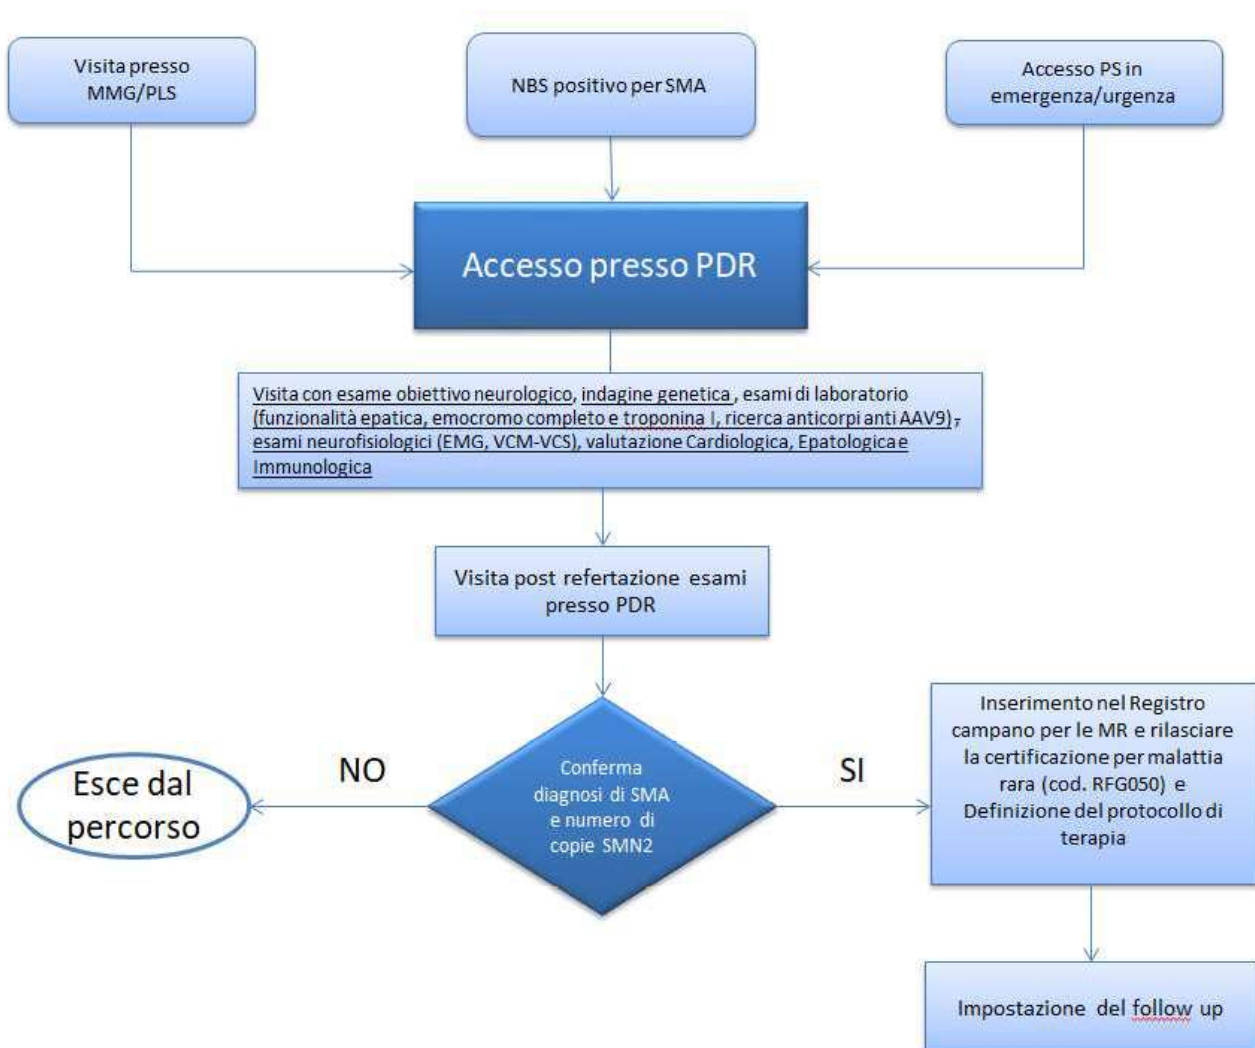 Visita presso
MMG/PLS
NBS positivo per SMA
Accesso PS in
emergenza/urgenza
Accesso presso PDR
Visita con esame obiettivo neurologico, indagine genetica , esami di laboratorio
(funzionalità epatica, emocromo completo e troponina I, ricerca anticorpi anti AAV9),
esami neurofisiologici (EMG, VCM-VCS), valutazione Cardiologica, Epatologica e
Immunologica
Visita post refertazione esami
presso PDR
Conferma
diagnosi di SMA
e numero di
copie SMN2
NO
SI
Esce dal
percorso
Inserimento nel Registro
campano per le MR e rilasciare
la certificazione per malattia
rara (cod. RFG050) e
Definizione del protocollo di
terapia
Impostazione del follow up